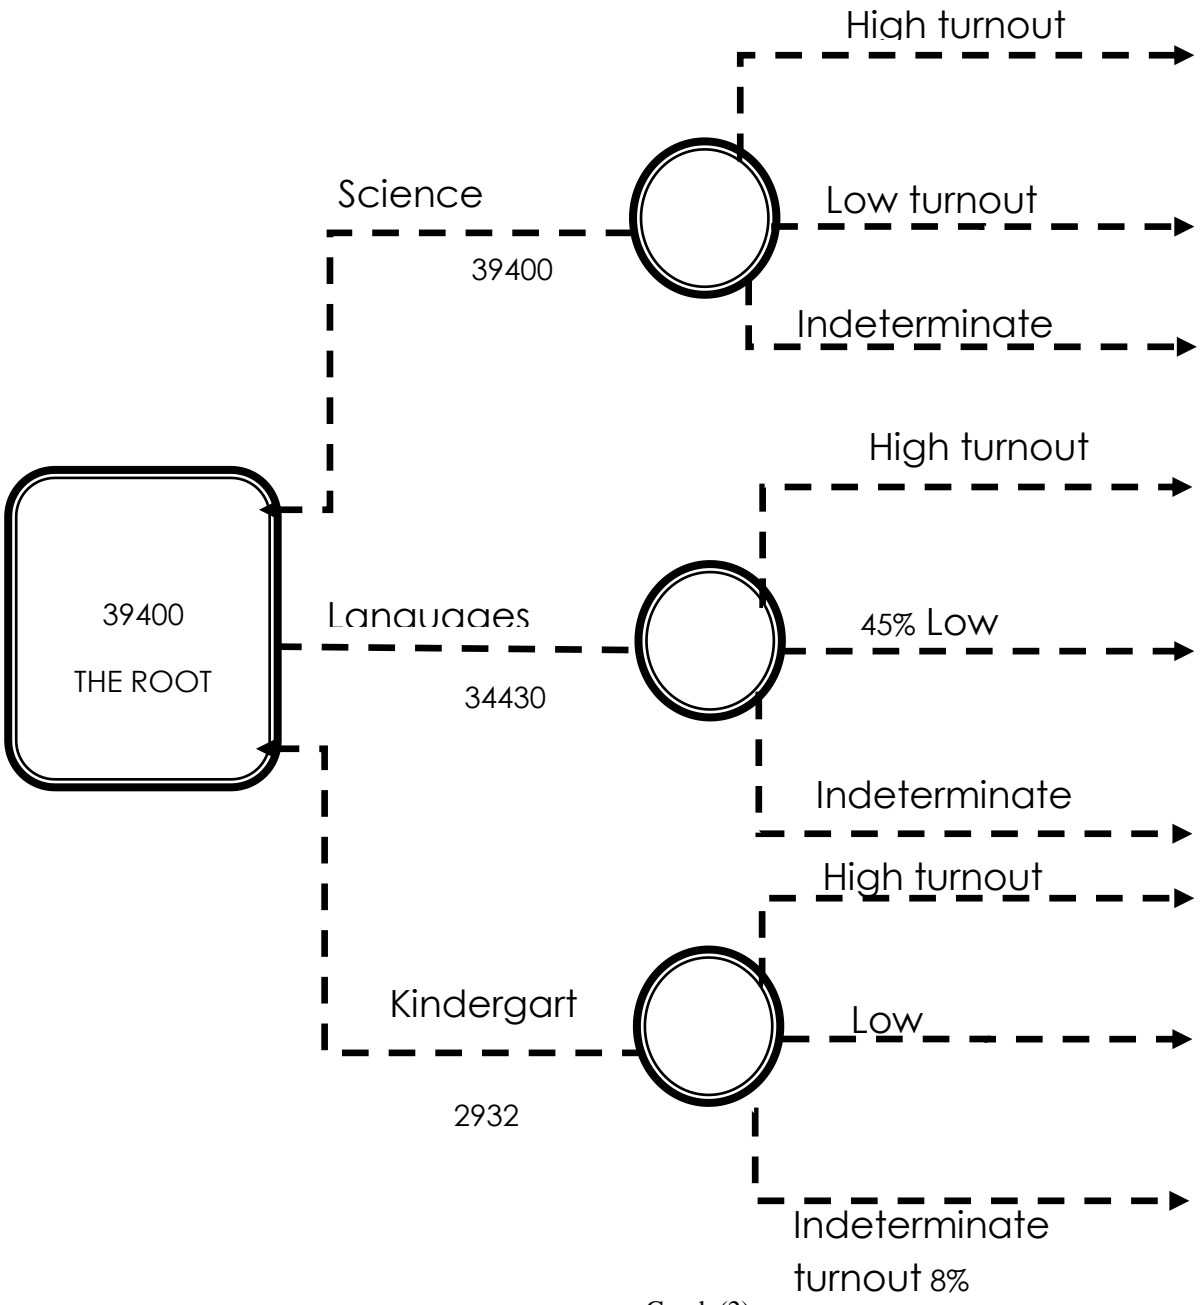 High turnout
Science
Low turnout
39400
Indeterminate
High turnout
39400
THE ROOT
Languages
45% Low
34430
Indeterminate
High turnout
Kindergart
Low
2932
Indeterminate
turnout 8%